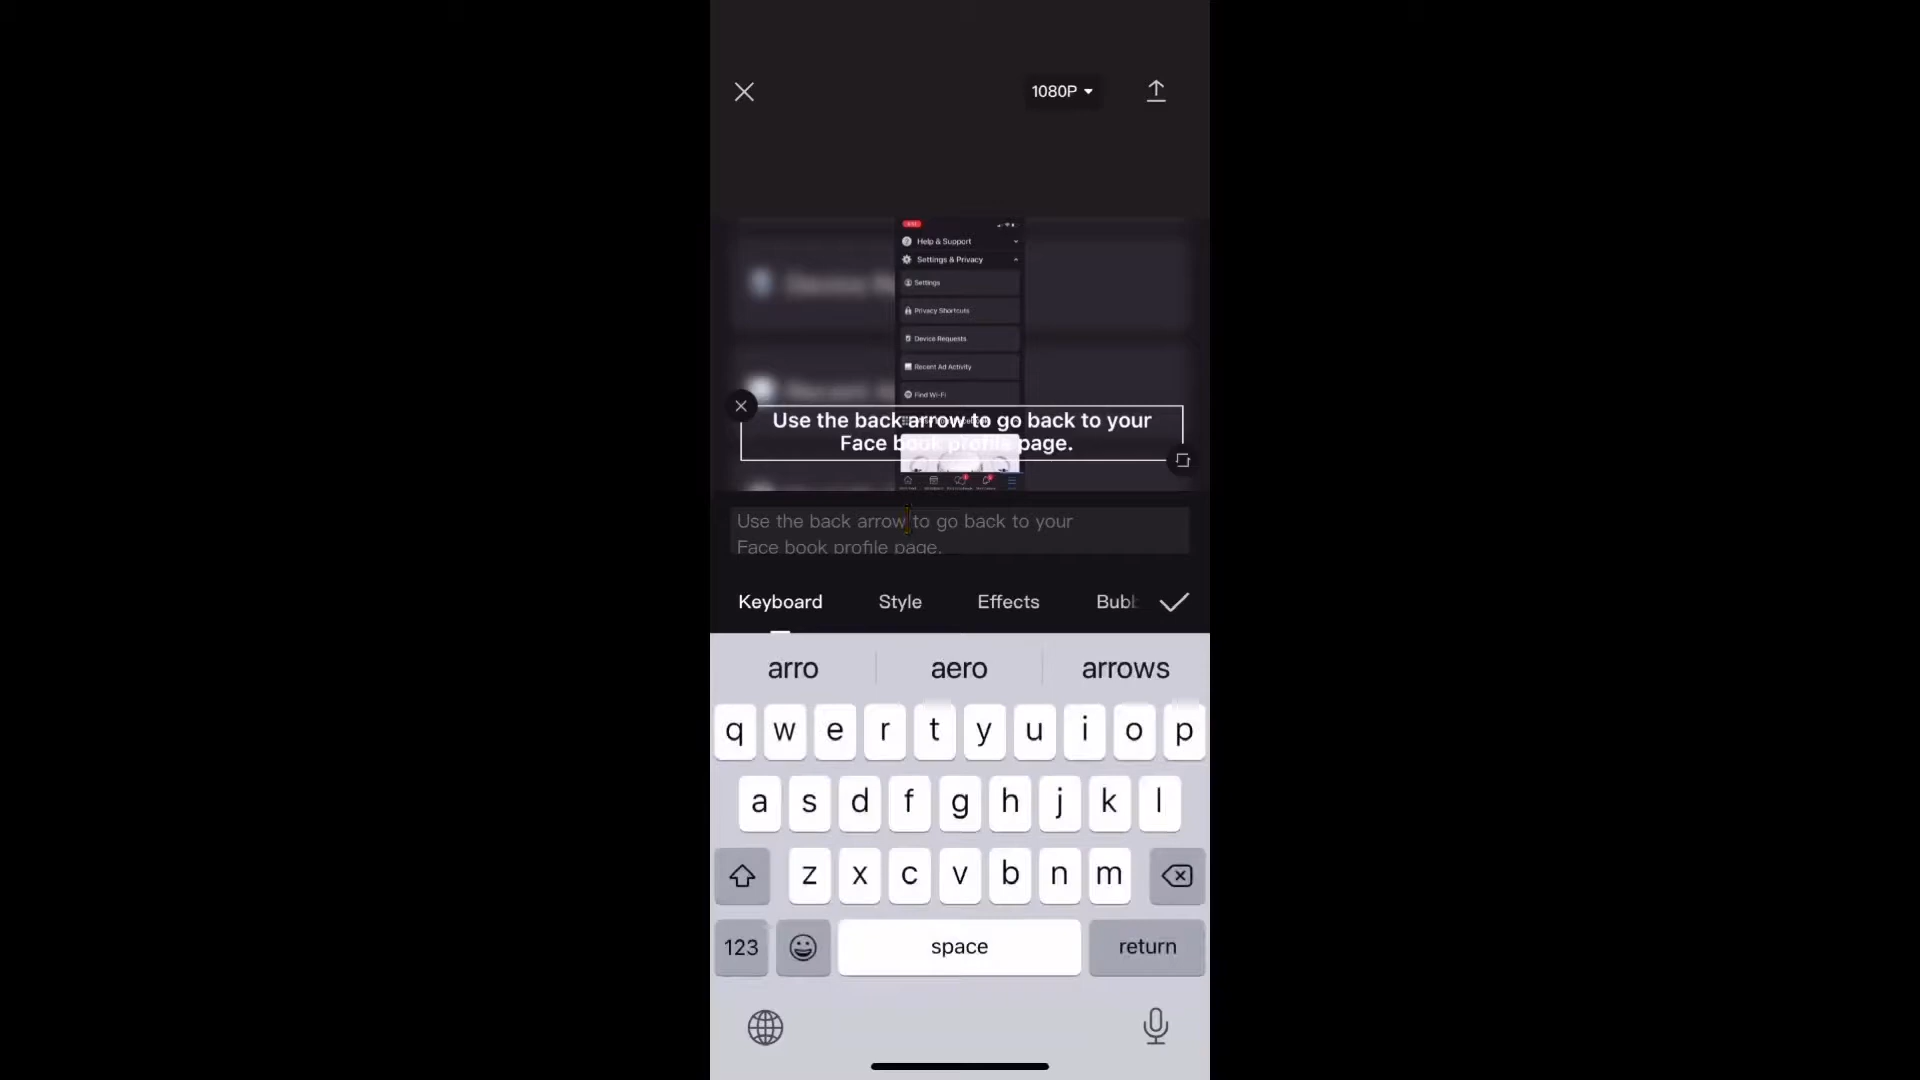 1080P
Help & Support
Settings & Privacy
Settings
Privacy Shortcuts
Device Requests
Recent Ad Activity
Find Wi-Fi
Use the back arrow to go back to your
Face book profile page.
Use the back arrow to go back to your
Face book profile page.
Keyboard Style Effects Bubb
arro aero arrows
q w e r t y u i o p
a s d f g h j k l
z x c v b n m
123 space return